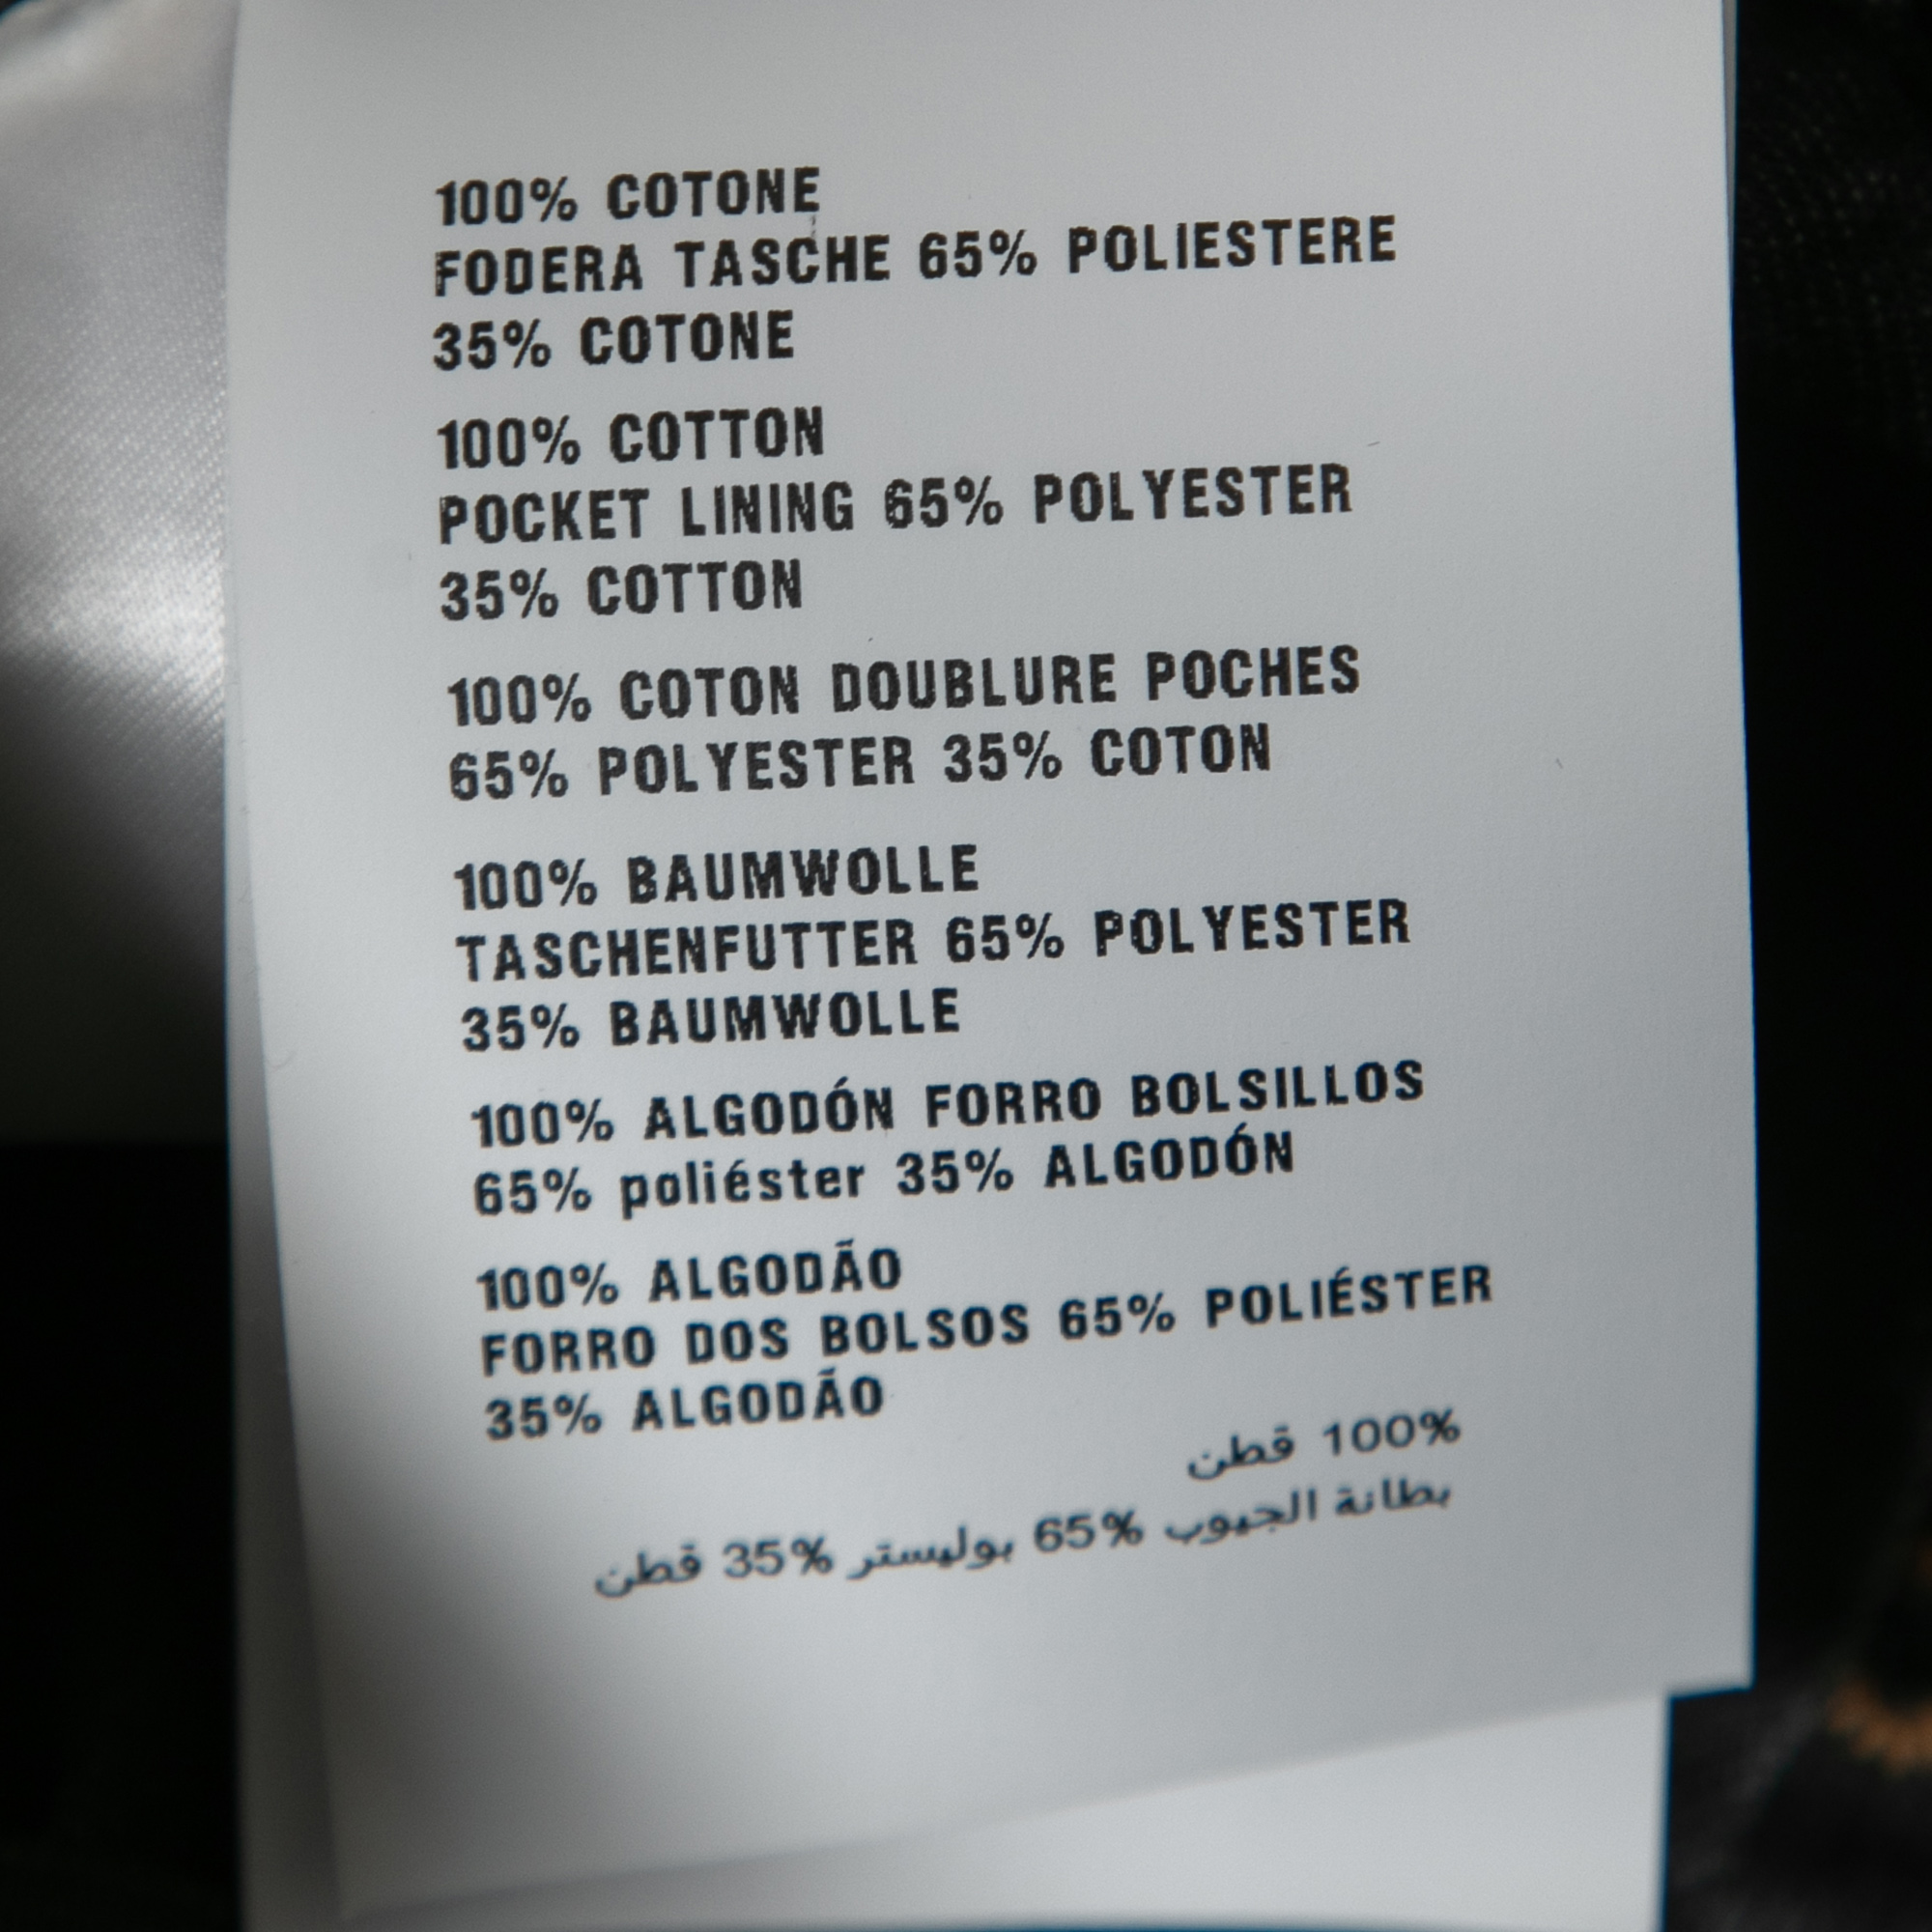 100% COTONE
FODERA TASCHE 65% POLIESTERE
35% COTONE
100% COTTON
POCKET LINING 65% POLYESTER
35% COTTON
100% COTON DOUBLURE POCHES
65% POLYESTER 35% COTON
100% BAUMWOLLE
TASCHENFUTTER 65% POLYESTER
35% BAUMWOLLE
100% ALGODÓN FORRO BOLSILLOS
65% poliéster 35% ALGODÓN
100% ALGODÃO
FORRO DOS BOLSOS 65% POLIÉSTER
35% ALGODÃO
100% قطن
بطانة الجيوب 65% بوليستر 35% قطن